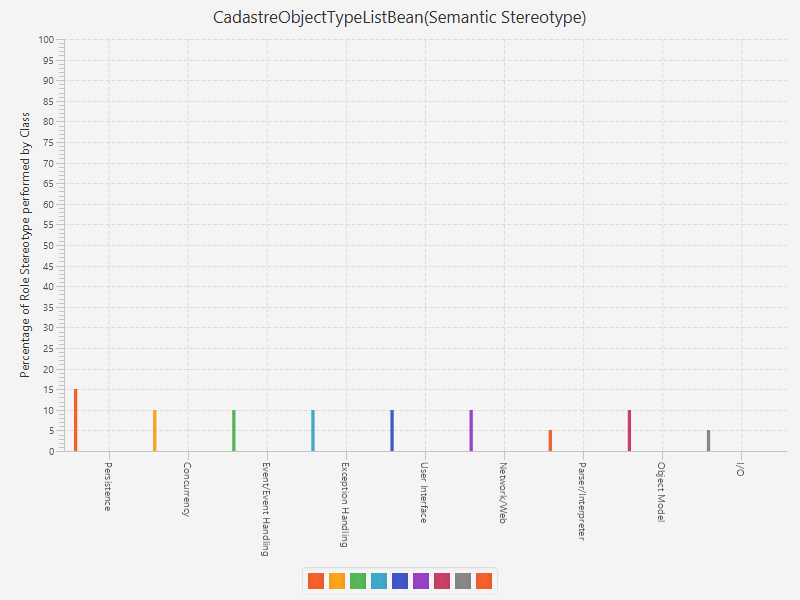 CadastreObjectTypeListBean(Semantic Stereotype)
Percentage of Role Stereotype performed by Class
100
95
90
85
80
75
70
65
60
55
50
45
40
35
30
25
20
15
10
5
0
Persistence
Concurrency
Event/Event Handling
Exception Handling
User Interface
Network/Web
Parser/Interpreter
Object Model
I/O